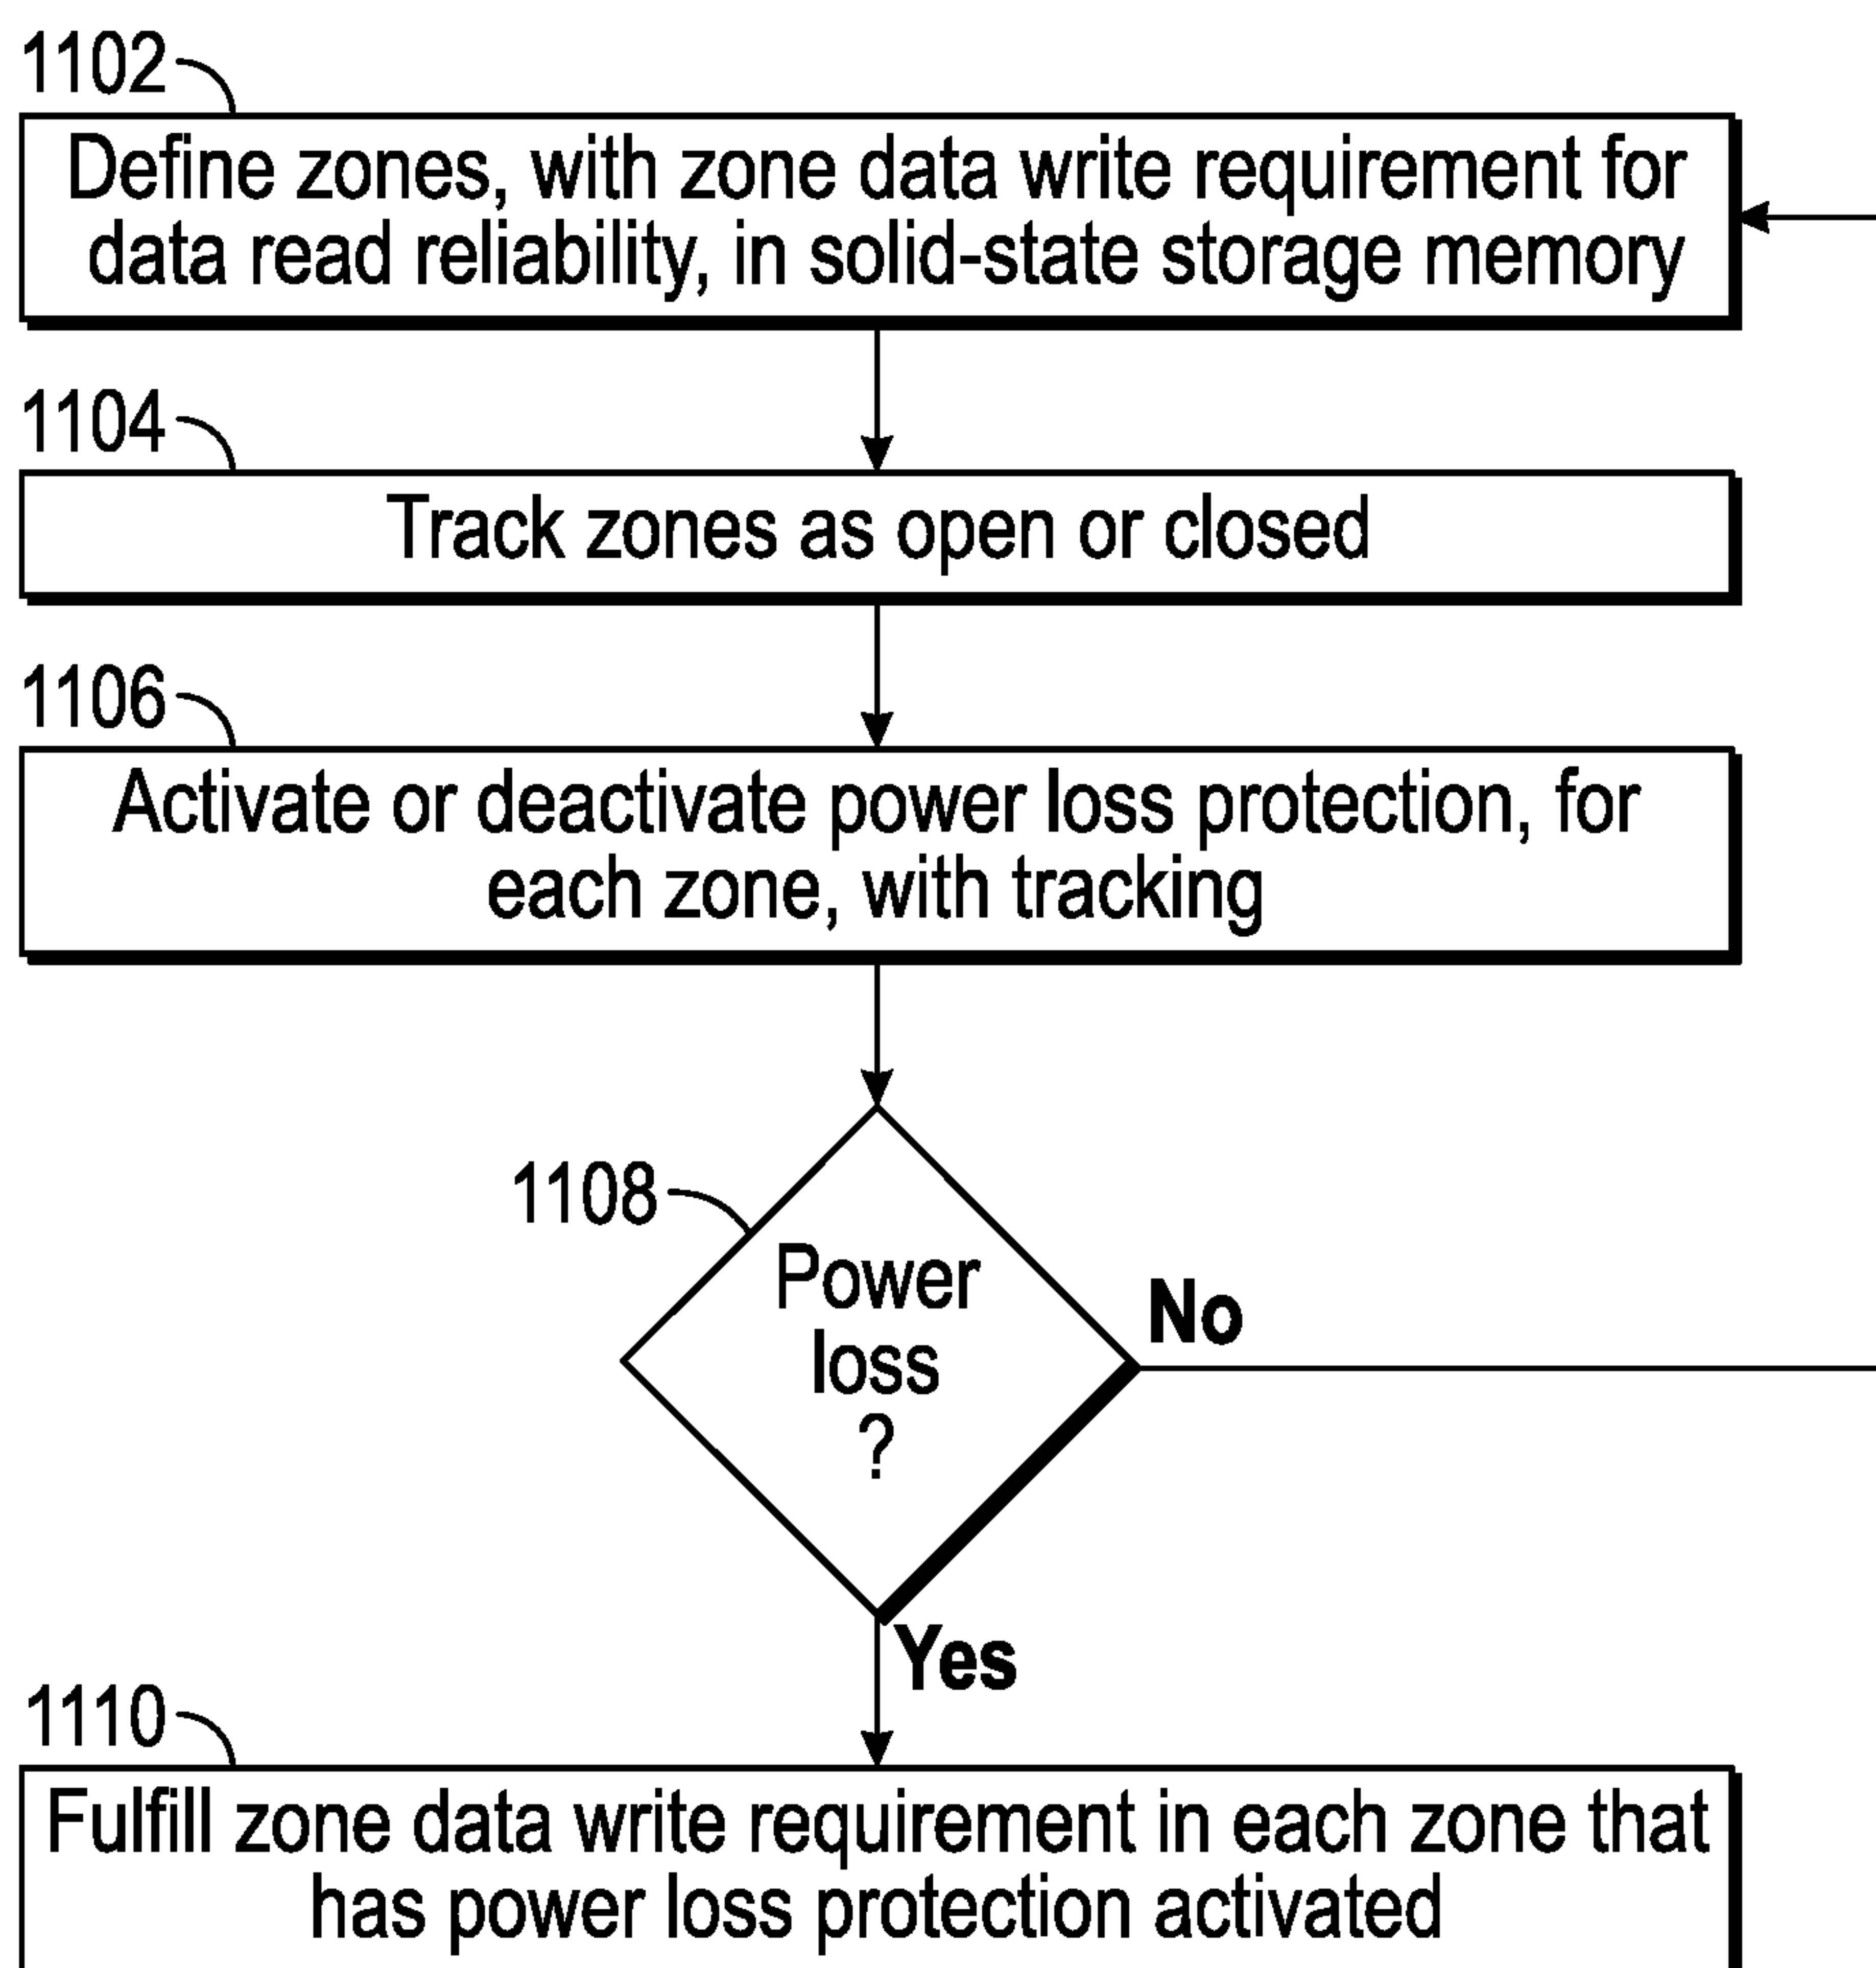 1102
Define zones, with zone data write requirement for
data read reliability, in solid-state storage memory
1104
Track zones as open or closed
1106
Activate or deactivate power loss protection, for
each zone, with tracking
1108
Power
loss
?
No
Yes
1110
Fulfill zone data write requirement in each zone that
has power loss protection activated